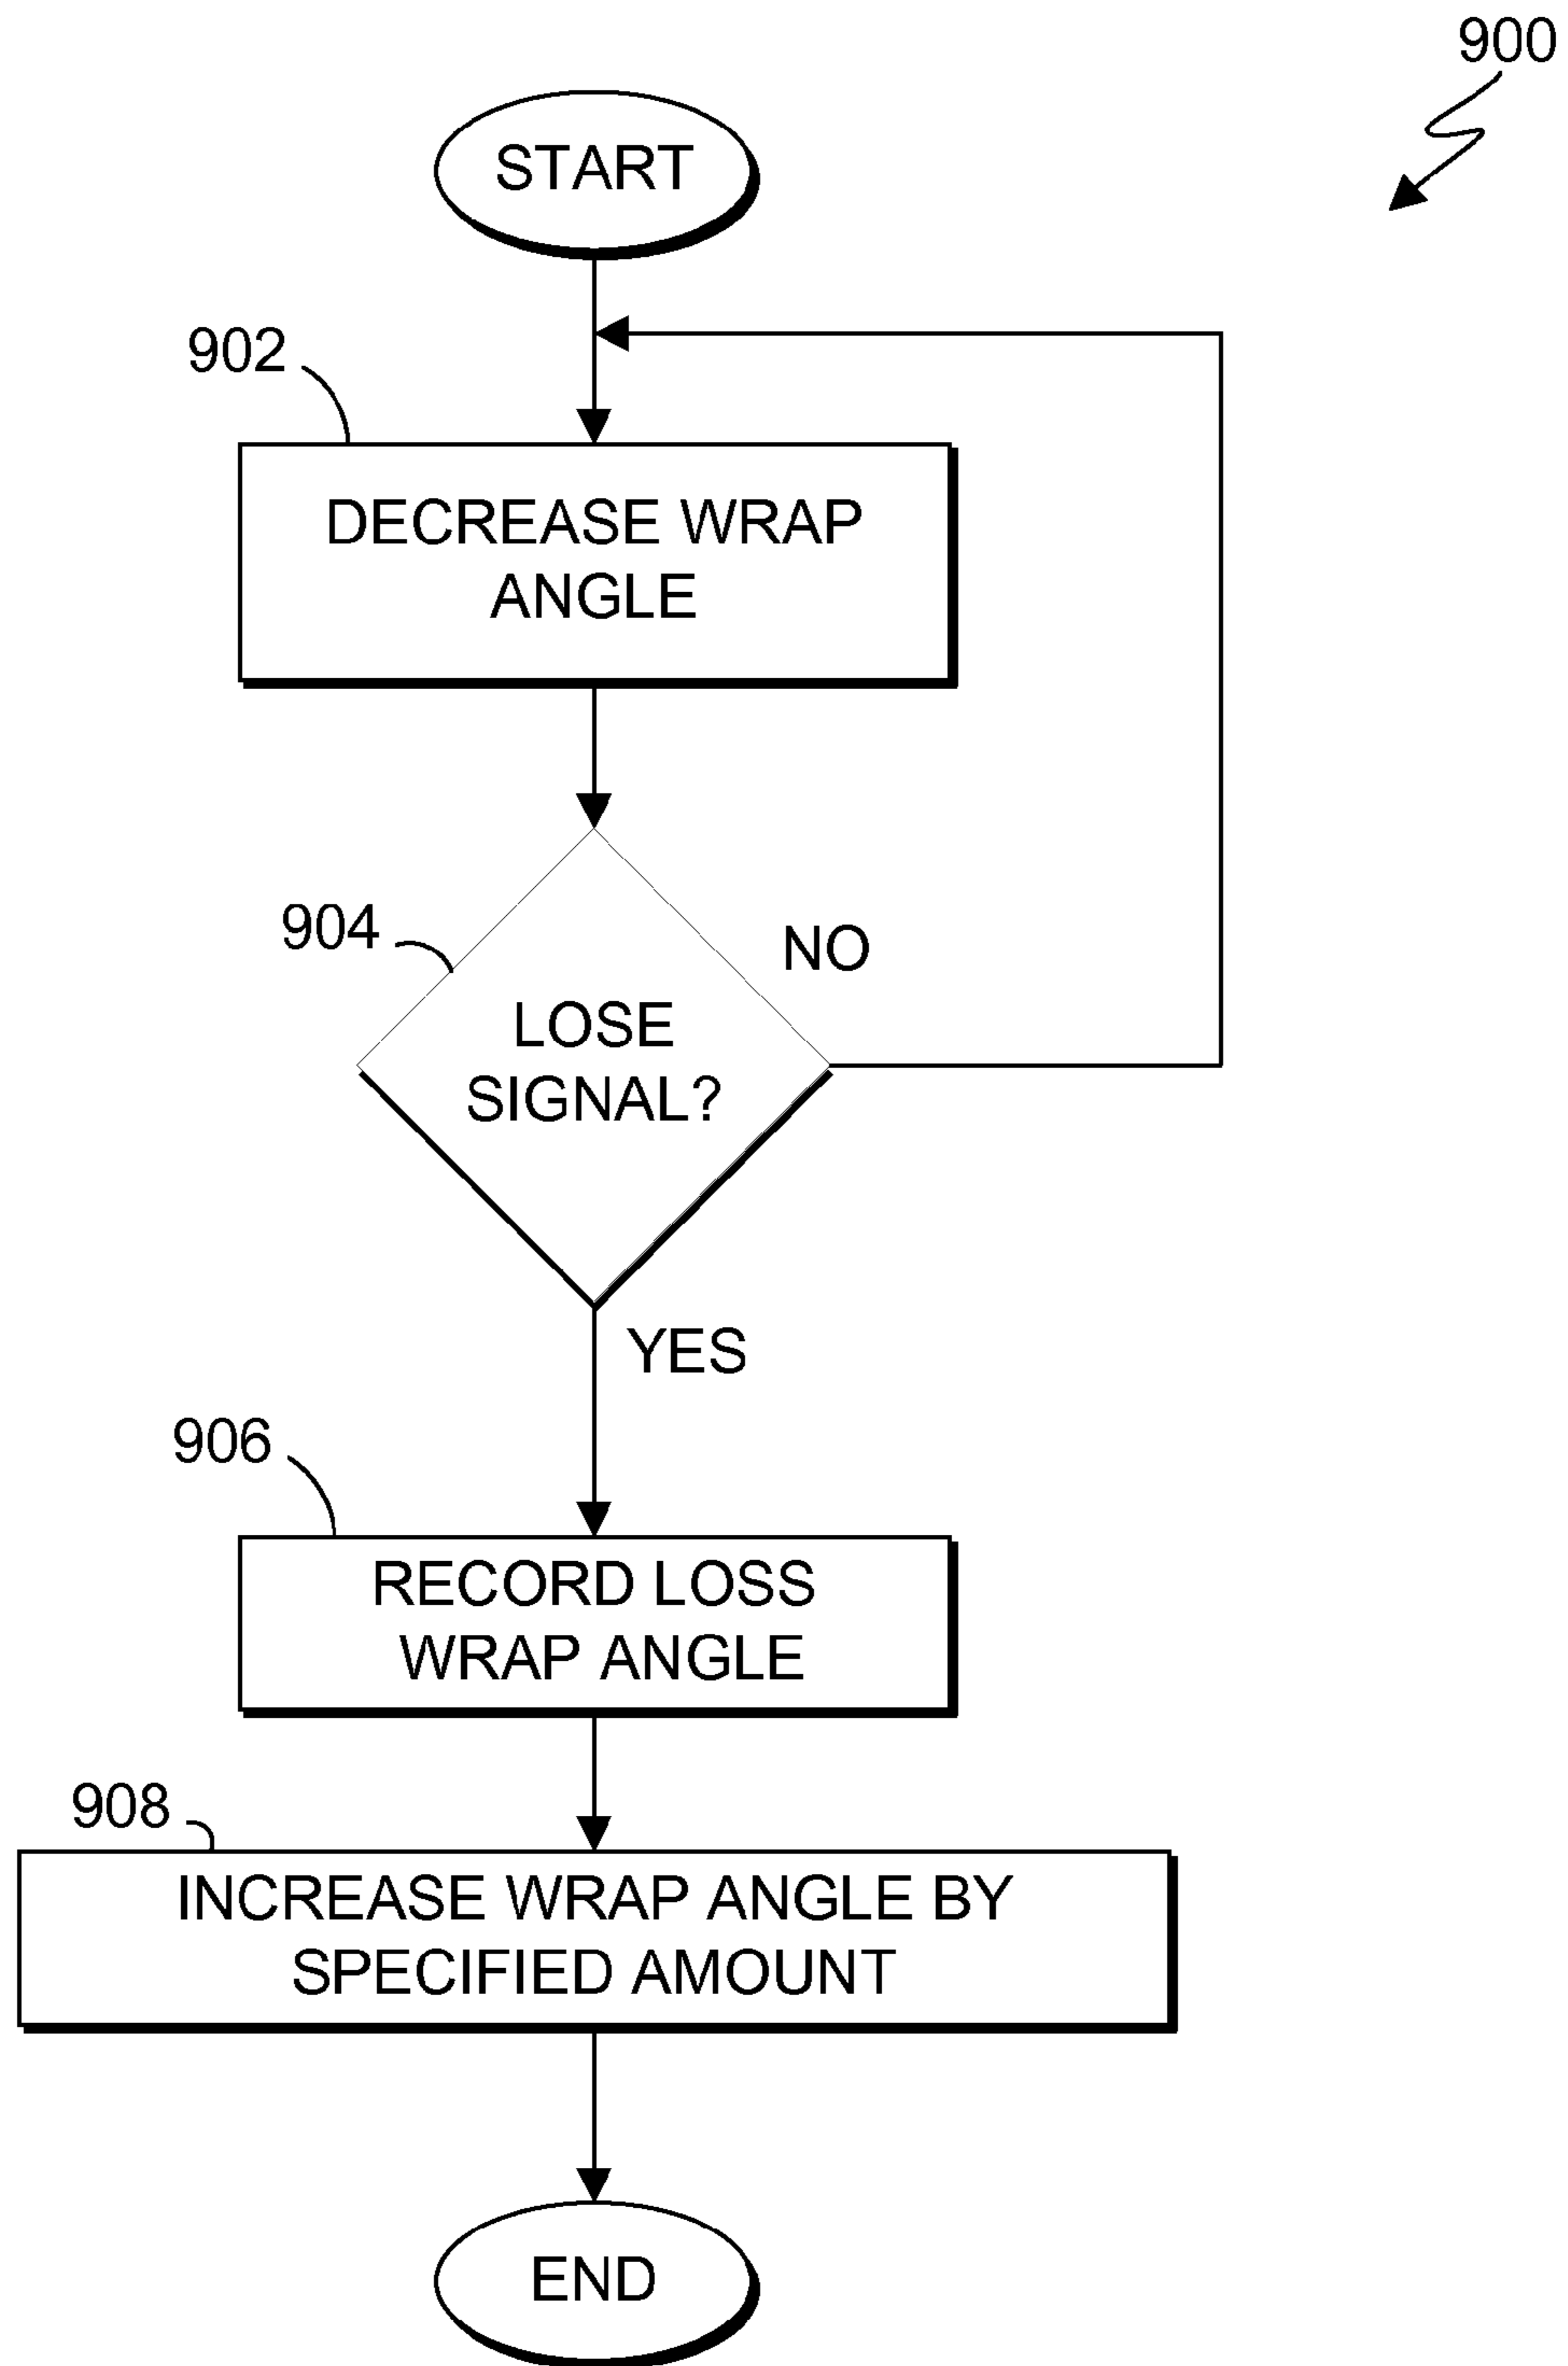 900
START
902
DECREASE WRAP
ANGLE
904
NO
LOSE
SIGNAL?
YES
906
RECORD LOSS
WRAP ANGLE
908
INCREASE WRAP ANGLE BY
SPECIFIED AMOUNT
END